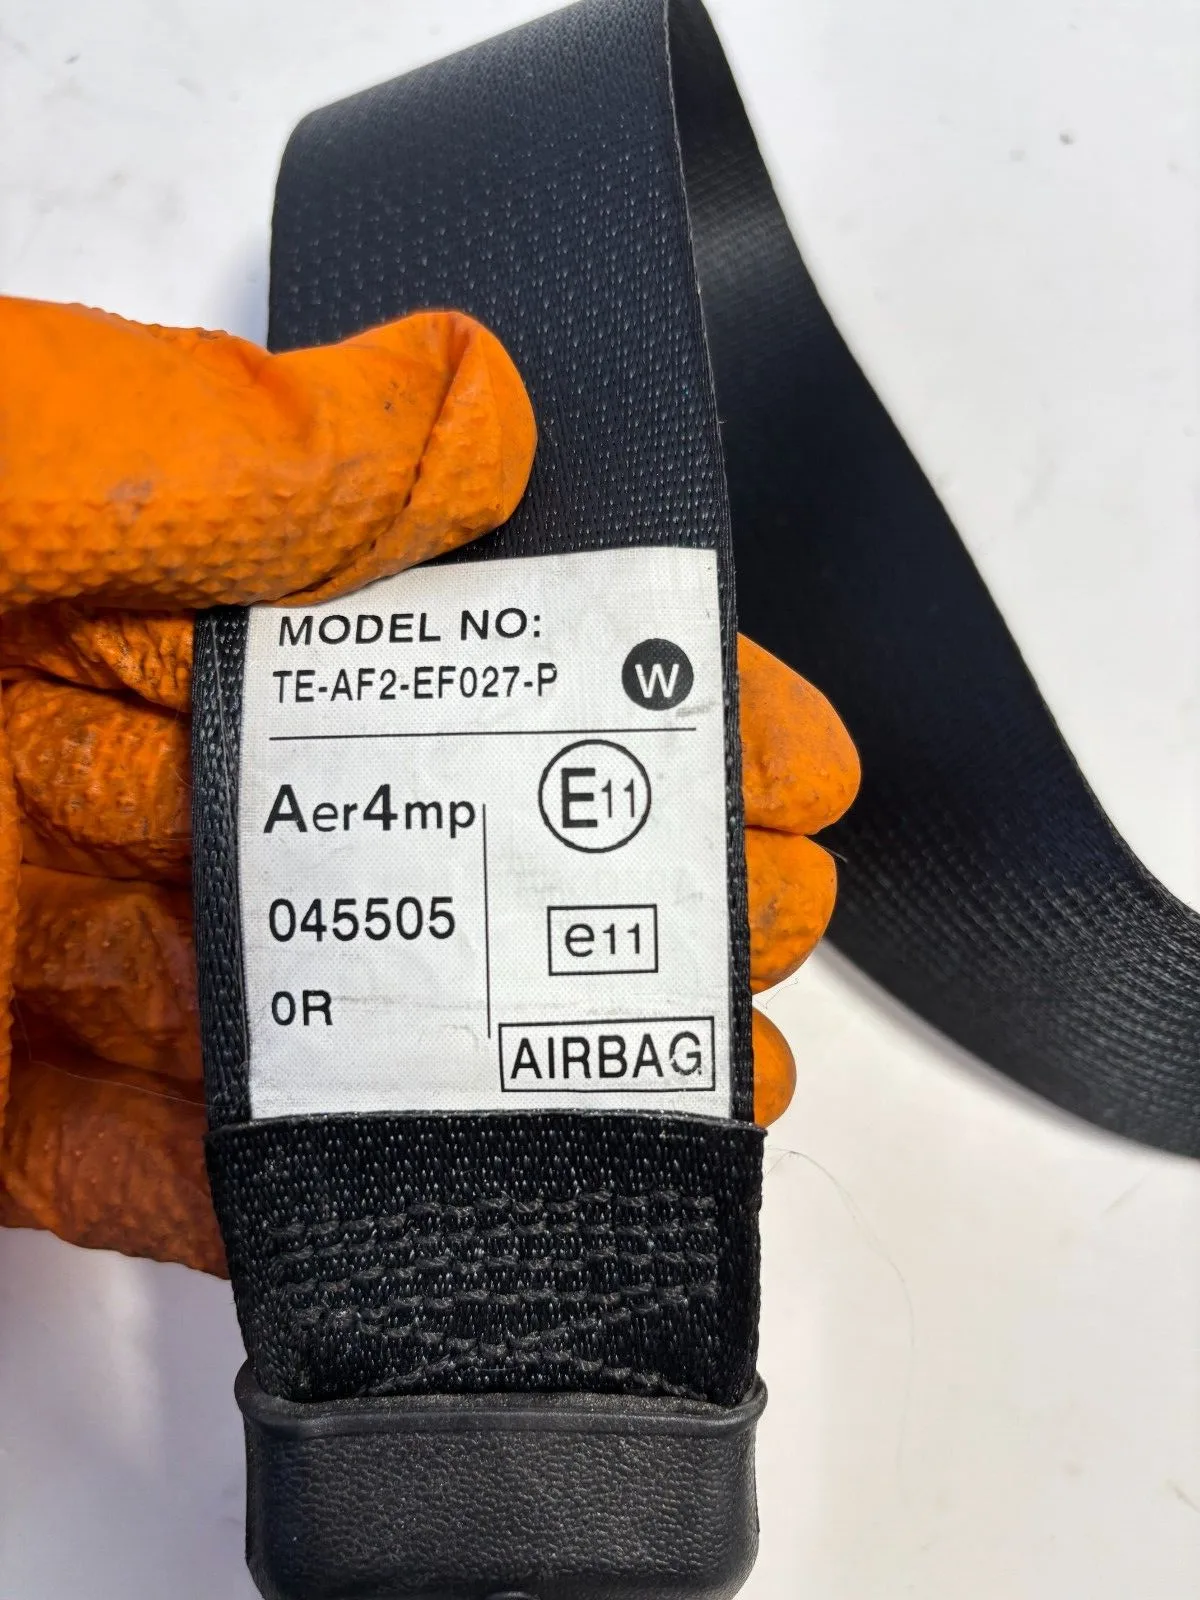 MODEL NO:
TE-AF2-EF027-P
W
Aer4mp
E11
045505
e11
0R
AIRBAG